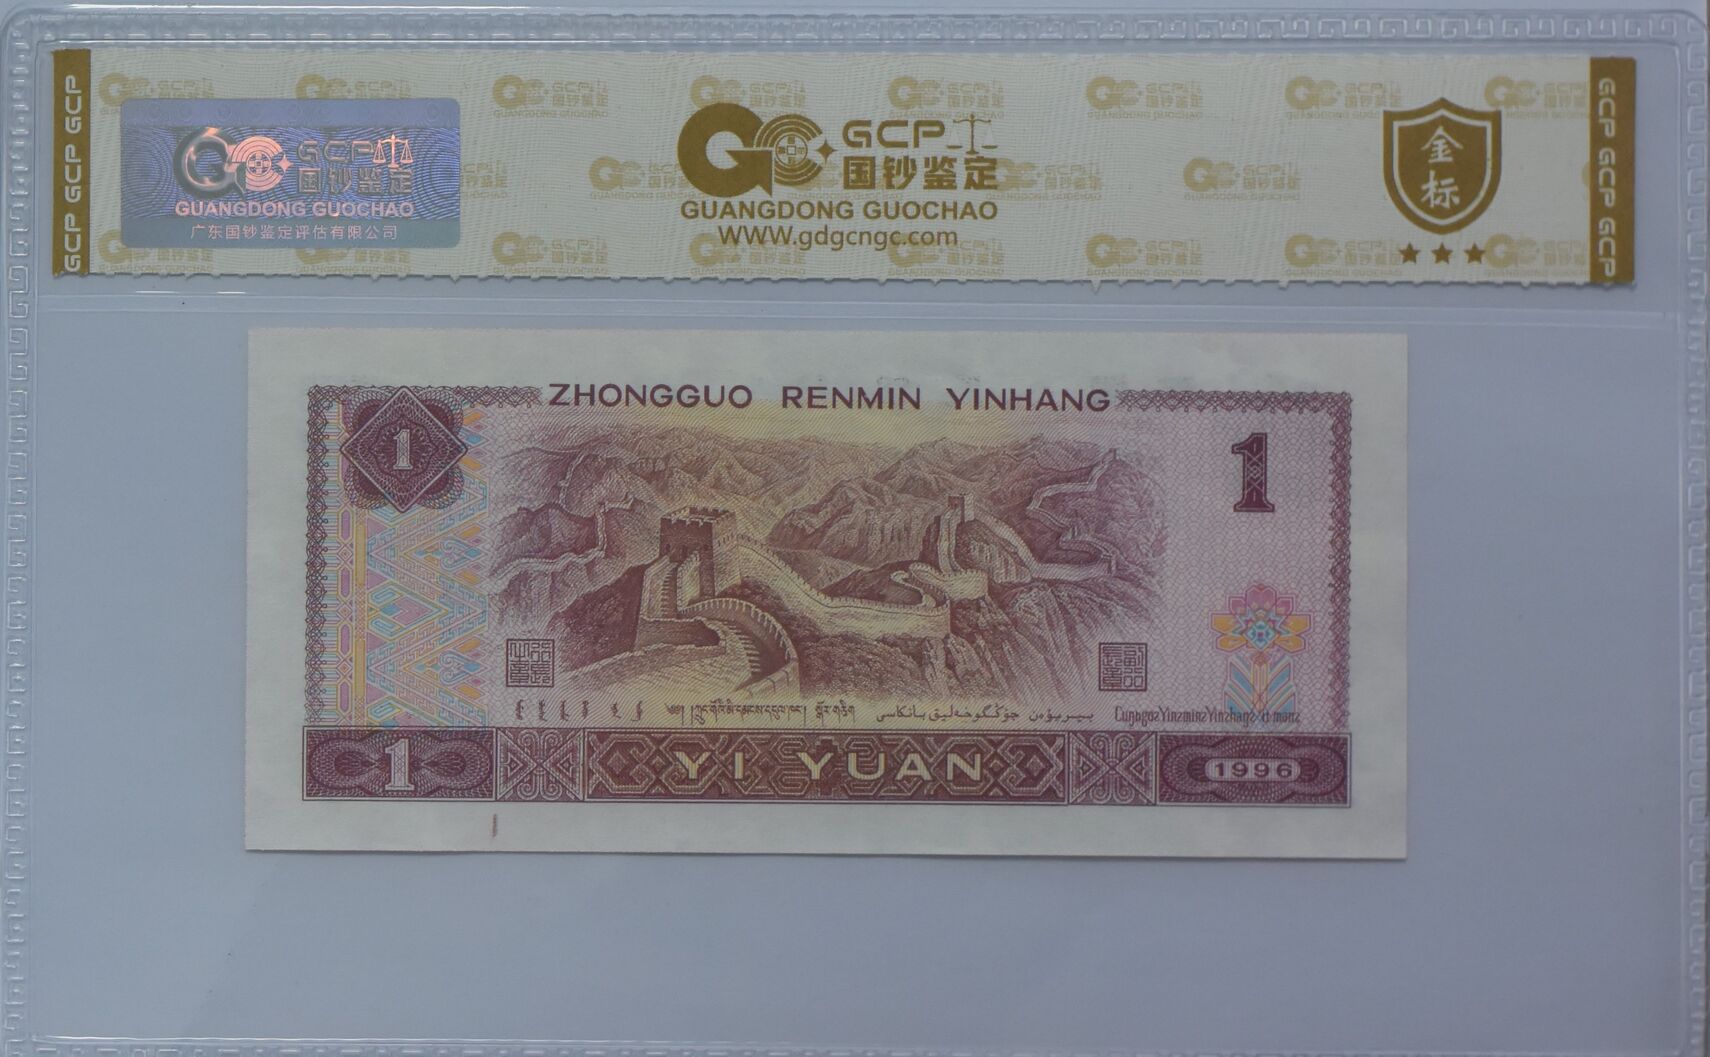 GCP GCP GCP
GCP
国钞鉴定
GUANGDONG GUOCHAO
广东国钞鉴定评估有限公司
GCP
国钞鉴定
GUANGDONG GUOCHAO
WWW.gdgcngc.com
金
标
GCP GCP GCP
ZHONGGUO RENMIN YINHANG
1
1
1
YI YUAN
1996